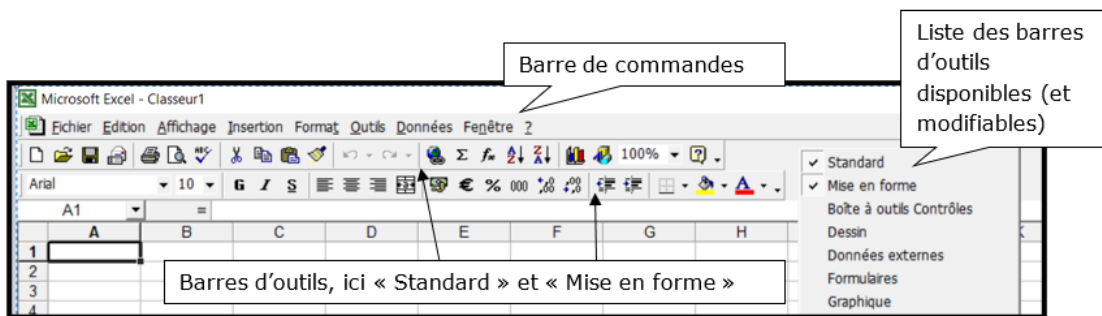 Liste des barres
d'outils
disponibles (et
modifiables)
Barre de commandes
Microsoft Excel - Classeur1
Fichier Edition Affichage Insertion Format Outils Données Fenêtre ?
100%
Arial 10 G I S € % 000
A1 =
A B C D E F G H
1
2
3
4
Standard
Mise en forme
Boîte à outils Contrôles
Dessin
Données externes
Formulaires
Graphique
Barres d'outils, ici « Standard » et « Mise en forme »